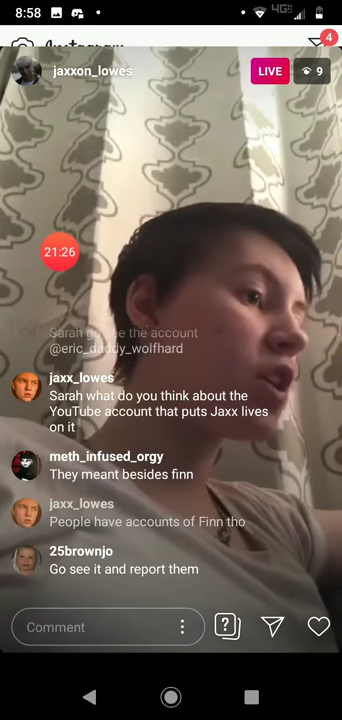 8:58
4G
4
Instagram
jaxxon_lowes
LIVE
9
21:26
Sarah go see the account
@eric_daddy_wolfhard
jaxx_lowes
Sarah what do you think about the
YouTube account that puts Jaxx lives
on it
meth_infused_orgy
They meant besides finn
jaxx_lowes
People have accounts of Finn tho
25brownjo
Go see it and report them
Comment
?